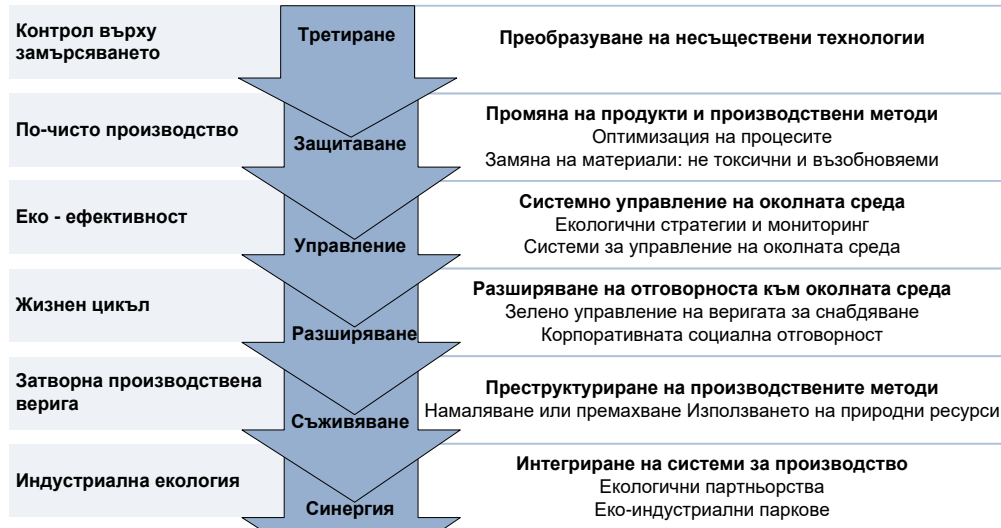 Контрол върху
замърсяването
Третиране
Преобразуване на несъществени технологии
По-чисто производство
Защитаване
Промяна на продукти и производствени методи
Оптимизация на процесите
Замяна на материали: не токсични и възобновяеми
Еко - ефективност
Управление
Системно управление на околната среда
Екологични стратегии и мониторинг
Системи за управление на околната среда
Жизнен цикъл
Разширяване
Разширяване на отговорноста към околната среда
Зелено управление на веригата за снабдяване
Корпоративната социална отговорност
Затворна производствена
верига
Съживяване
Преструктуриране на производствените методи
Намаляване или премахване Използването на природни ресурси
Индустриална екология
Синергия
Интегриране на системи за производство
Екологични партньорства
Еко-индустриални паркове